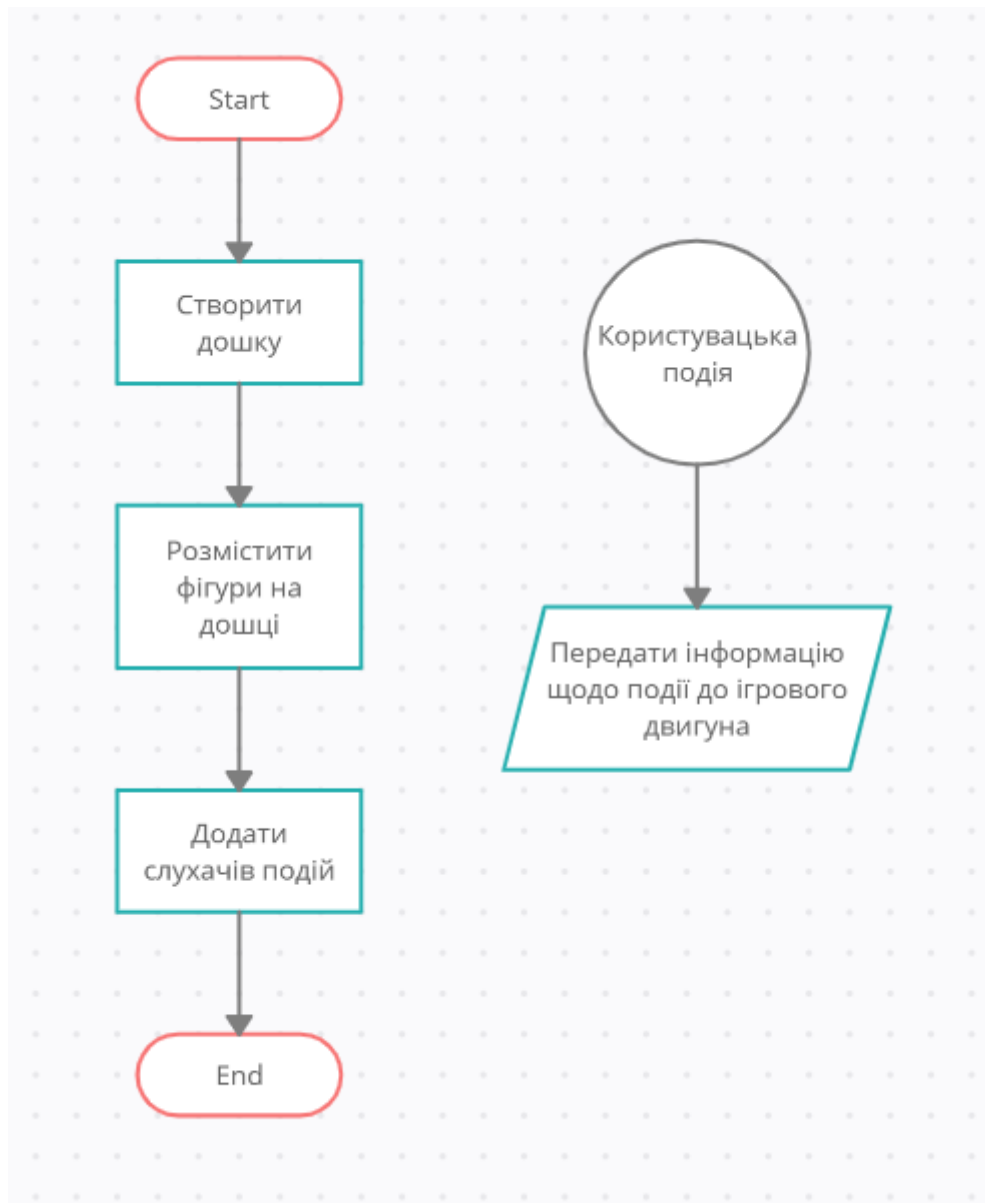 Start
Створити
дошку
Розмістити
фігури на
дошці
Додати
слухачів подій
End
Користувацька
подія
Передати інформацію
щодо події до ігрового
двигуна